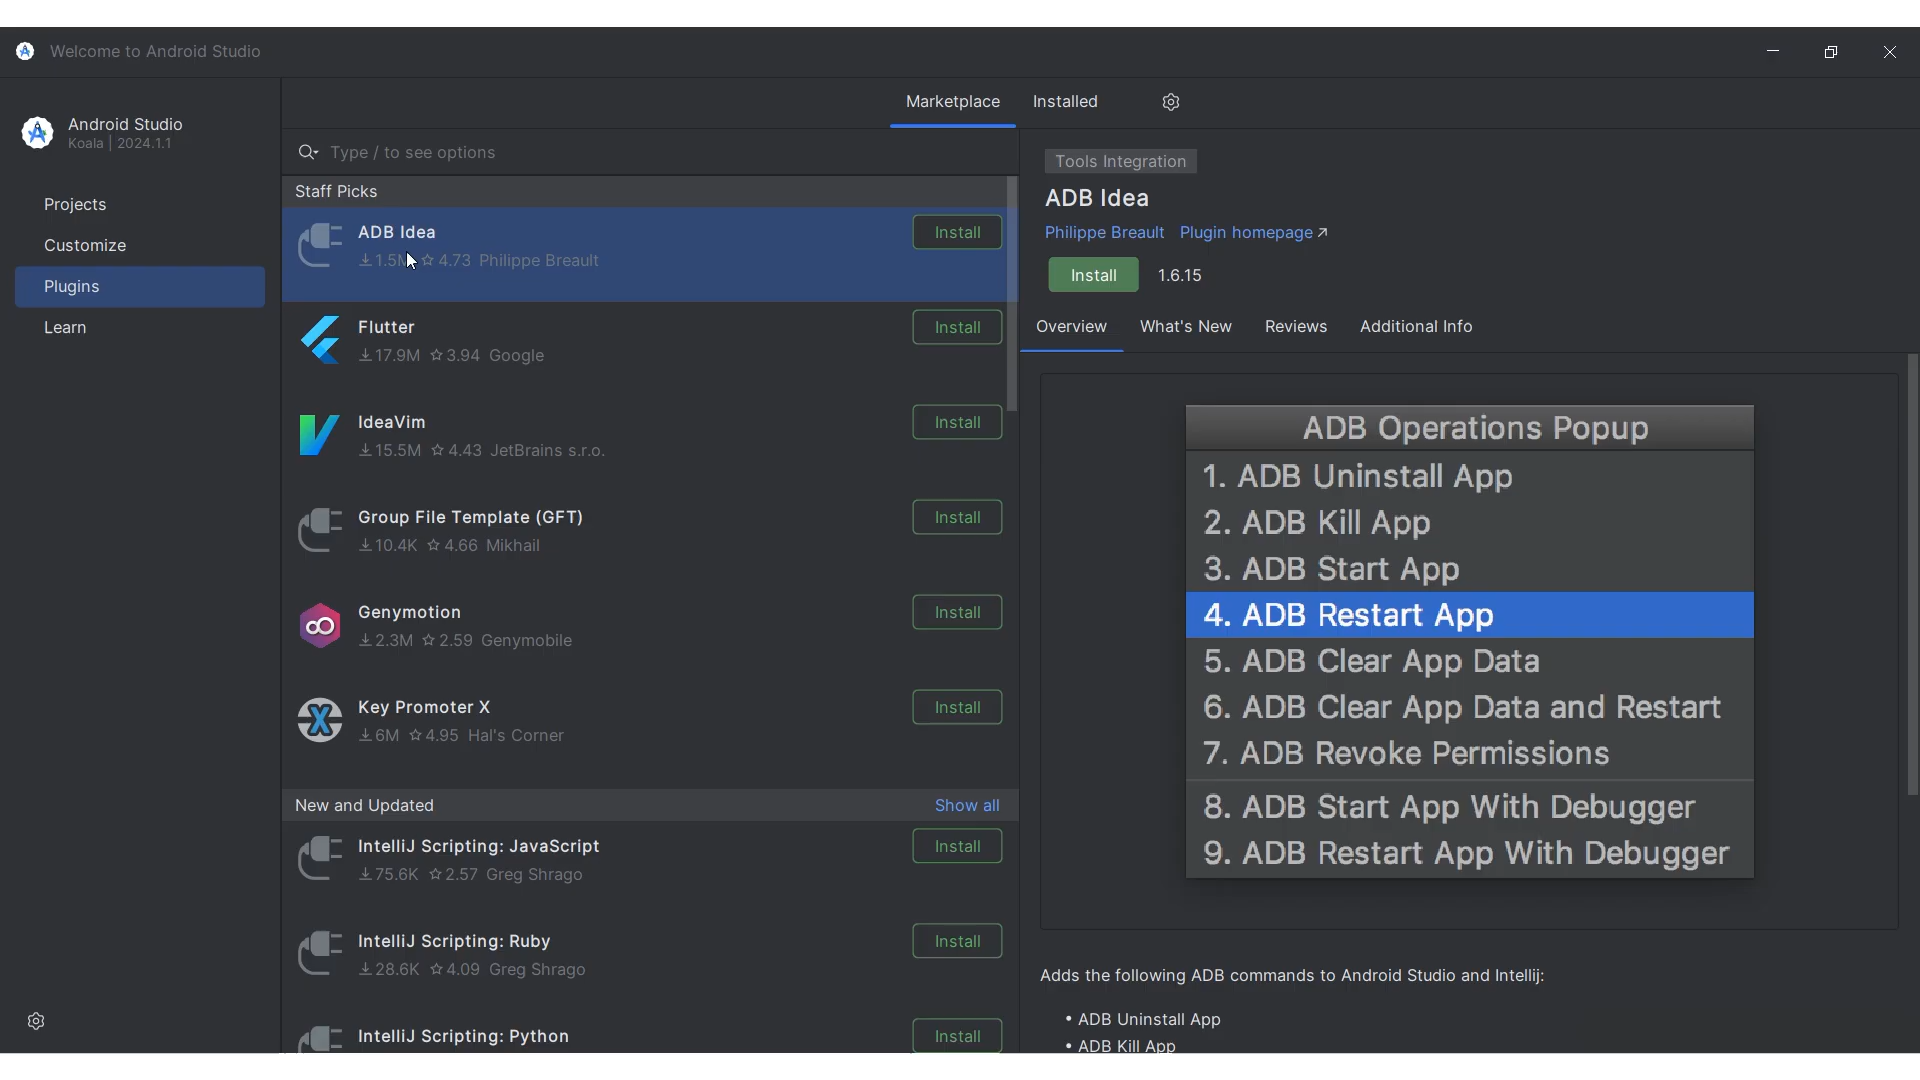 Welcome to Android Studio
Android Studio
Koala | 2024.1.1
Projects
Customize
Plugins
Learn
Marketplace
Installed
Type / to see options
Staff Picks
ADB Idea
Install
1.5M 4.73 Philippe Breault
Flutter
Install
17.9M 3.94 Google
IdeaVim
Install
15.5M 4.43 JetBrains s.r.o.
Group File Template (GFT)
Install
10.4K 4.66 Mikhail
Genymotion
Install
2.3M 2.59 Genymobile
Key Promoter X
Install
6M 4.95 Hal's Corner
New and Updated
Show all
IntelliJ Scripting: JavaScript
Install
75.6K 2.57 Greg Shrago
IntelliJ Scripting: Ruby
Install
28.6K 4.09 Greg Shrago
IntelliJ Scripting: Python
Install
Tools Integration
ADB Idea
Philippe Breault Plugin homepage ↗
Install 1.6.15
Overview What's New Reviews Additional Info
ADB Operations Popup
1. ADB Uninstall App
2. ADB Kill App
3. ADB Start App
4. ADB Restart App
5. ADB Clear App Data
6. ADB Clear App Data and Restart
7. ADB Revoke Permissions
8. ADB Start App With Debugger
9. ADB Restart App With Debugger
Adds the following ADB commands to Android Studio and Intellij:
• ADB Uninstall App
• ADB Kill App